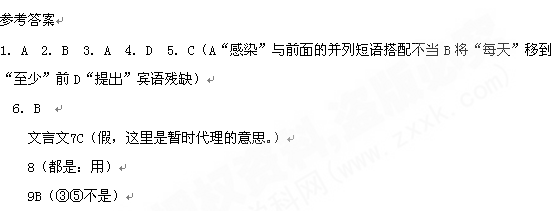 参考答案
1. A 2. B 3. A 4. D 5. C（A“感染”与前面的并列短语搭配不当 B 将“每天”移到
“至少”前 D“提出”宾语残缺）
6. B
文言文7C（假，这里是暂时代理的意思。）
8（都是：用）
9B（③⑤不是）